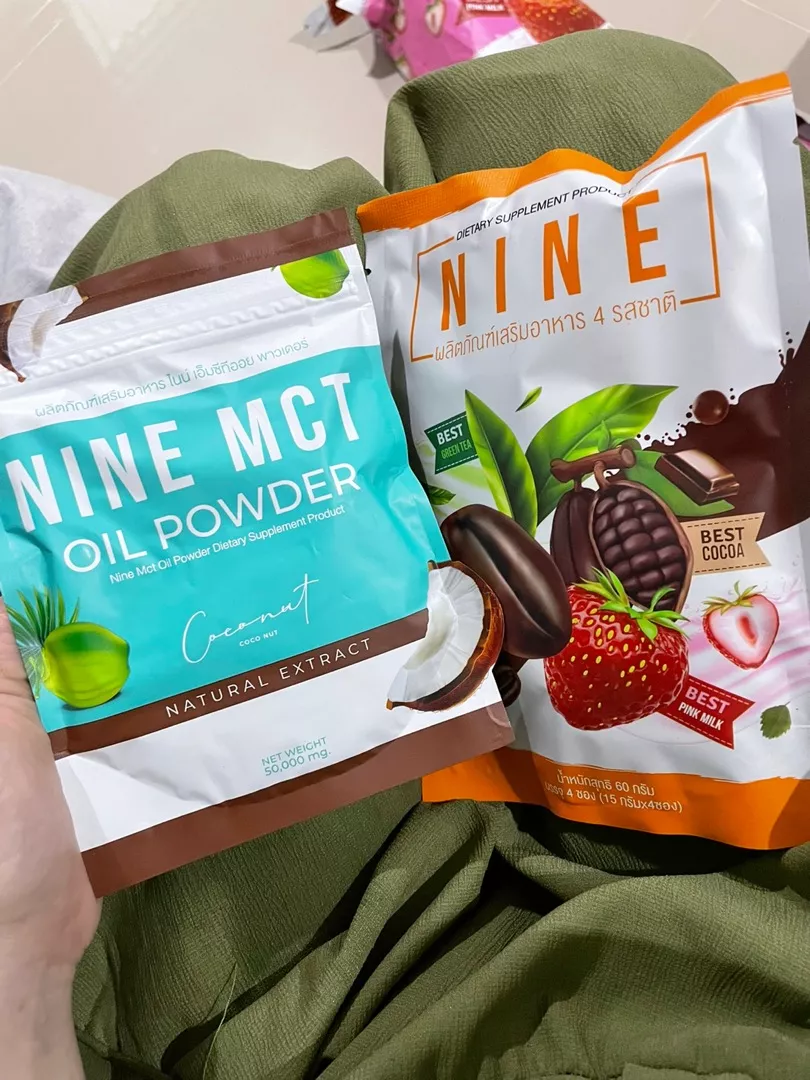 ผลิตภัณฑ์เสริมอาหาร ไนน์ เอ็มซีทีออย พาวเดอร์
NINE MCT
OIL POWDER
Nine Mct Oil Powder Dietary Supplement Product
Coconut
COCO NUT
NATURAL EXTRACT
NET WEIGHT
50,000 mg.
DIETARY SUPPLEMENT PRODUCT
NINE
ผลิตภัณฑ์เสริมอาหาร 4 รสชาติ
BEST
GREEN TEA
BEST
COCOA
BEST
PINK MILK
น้ำหนักสุทธิ 60 กรัม
บรรจุ 4 ซอง (15 กรัมx4ซอง)